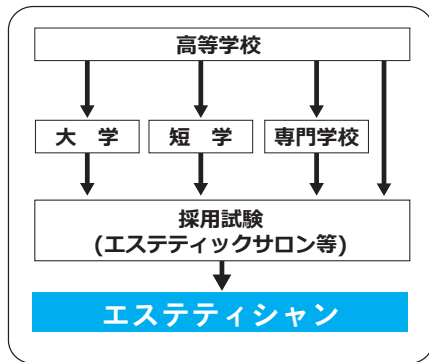 高等学校
大　学
短　学
専門学校
採用試験
(エステティックサロン等)
エステティシャン